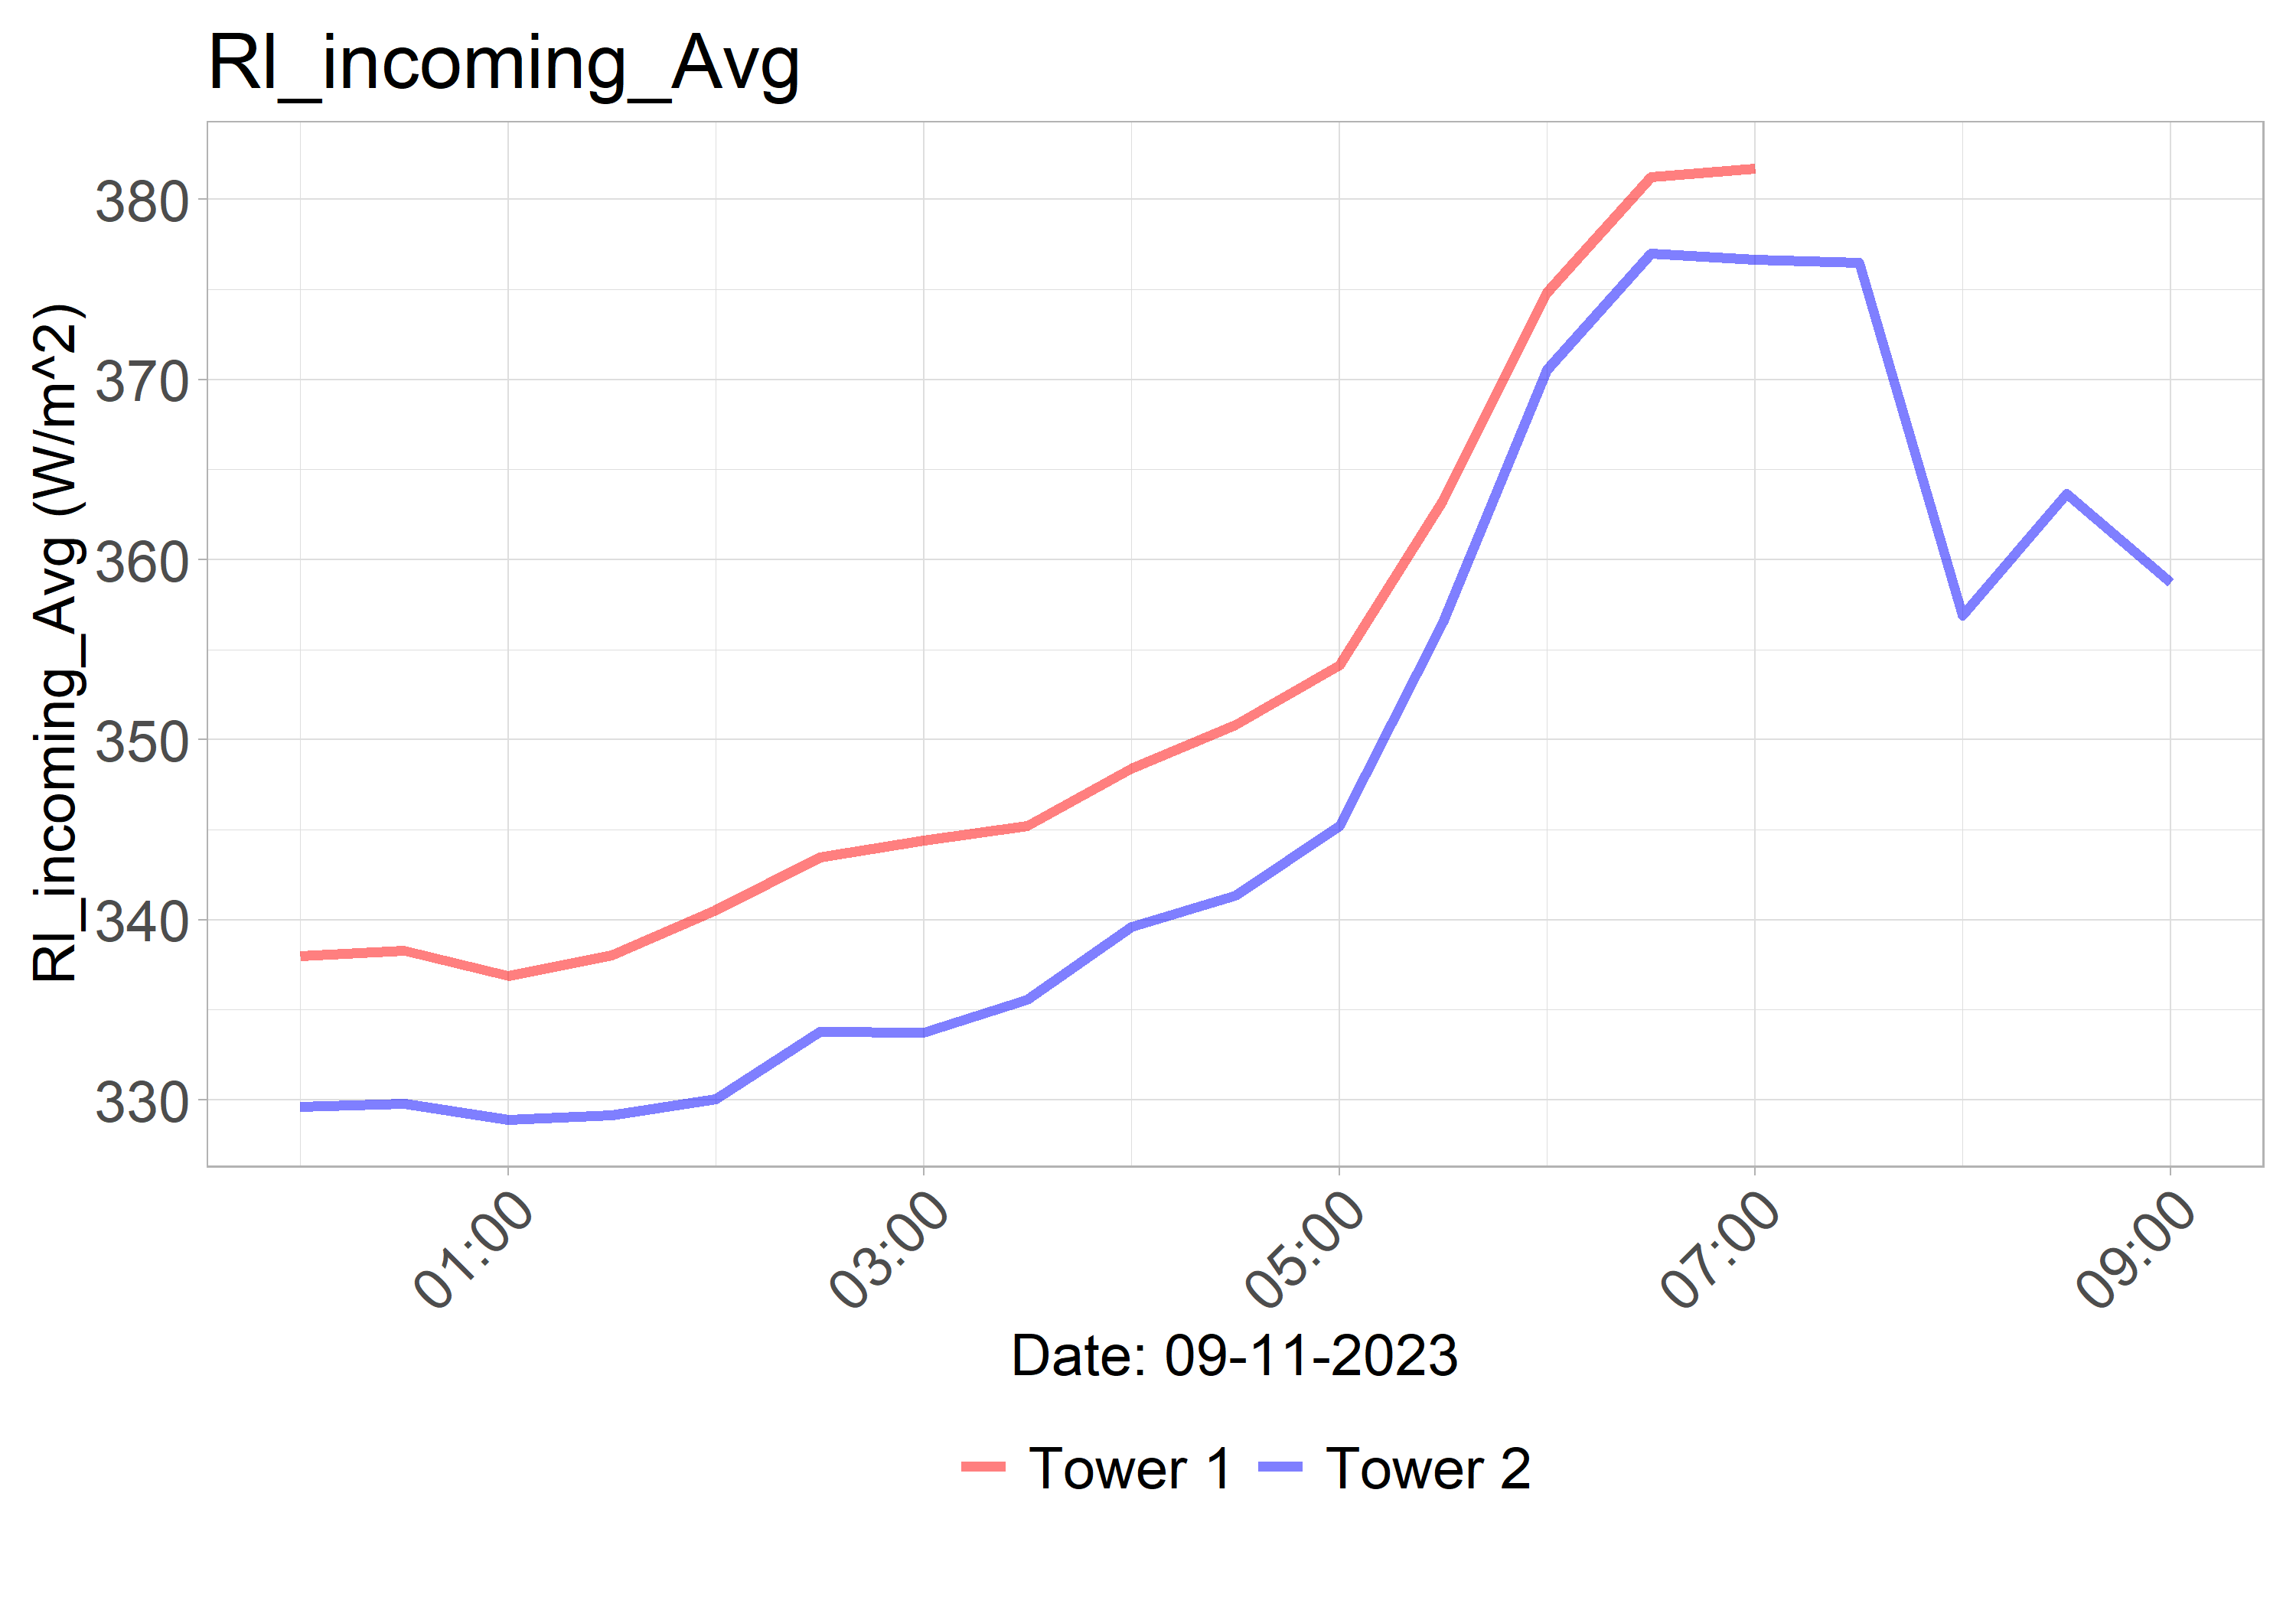 Rl_incoming_Avg
Rl_incoming_Avg (W/m^2)
380
370
360
350
340
330
01:00
03:00
05:00
07:00
09:00
Date: 09-11-2023
Tower 1
Tower 2